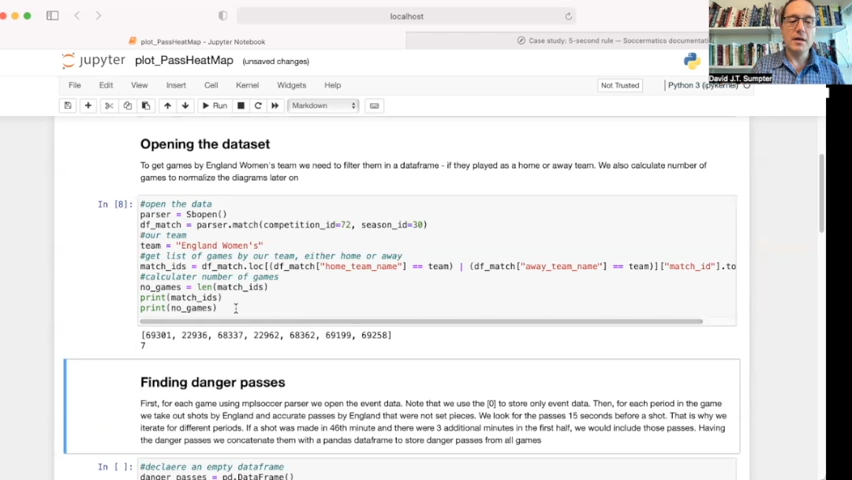 localhost
plot_PassHeatMap - Jupyter Notebook
Case study: 5-second rule — Soccermatics documentati
David J.T. Sumpter
jupyter plot_PassHeatMap (unsaved changes)
File Edit View Insert Cell Kernel Widgets Help
Not Trusted
Python 3 (ipykernel)
Run
Markdown
Opening the dataset
To get games by England Women's team we need to filter them in a dataframe - if they played as a home or away team. We also calculate number of
games to normalize the diagrams later on
In [8]: #open the data
parser = Sbopen()
df_match = parser.match(competition_id=72, season_id=30)
#our team
team = "England Women's"
#get list of games by our team, either home or away
match_ids = df_match.loc[(df_match["home_team_name"] == team) | (df_match["away_team_name"] == team)]["match_id"].to
#calculater number of games
no_games = len(match_ids)
print(match_ids)
print(no_games)
[69301, 22936, 68337, 22962, 68362, 69199, 69258]
7
Finding danger passes
First, for each game using mplsoccer parser we open the event data. Note that we use the [0] to store only event data. Then, for each period in the game
we take out shots by England and accurate passes by England that were not set pieces. We look for the passes 15 seconds before a shot. That is why we
iterate for different periods. If a shot was made in 46th minute and there were 3 additional minutes in the first half, we would include those passes. Having
the danger passes we concatenate them with a pandas dataframe to store danger passes from all games
In [ ]: #declaere an empty dataframe
danger_passes = pd.DataFrame()